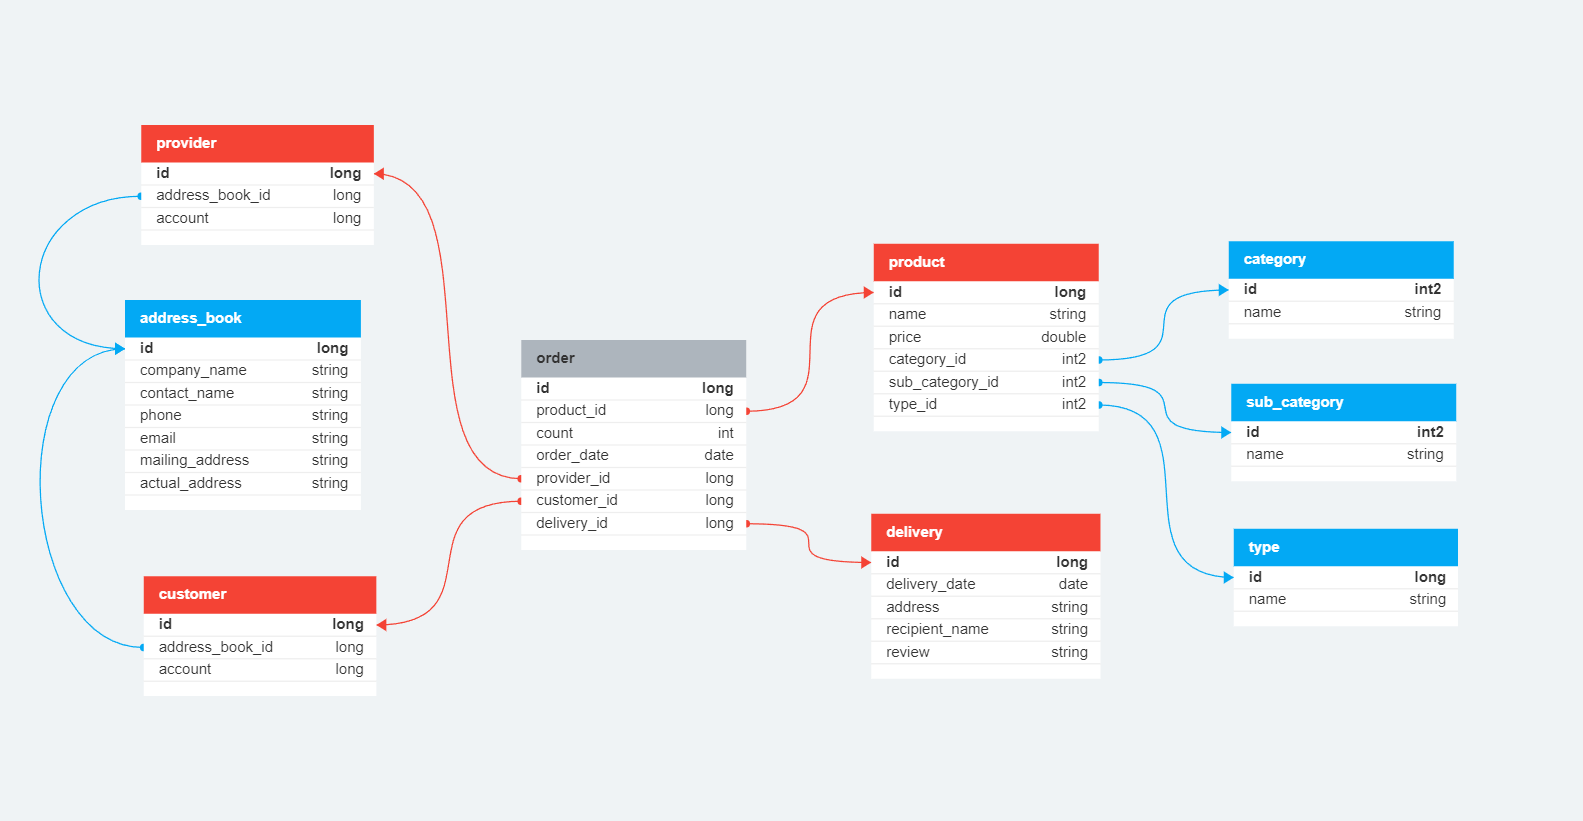 provider
id long
address_book_id long
account long
address_book
id long
company_name string
contact_name string
phone string
email string
mailing_address string
actual_address string
customer
id long
address_book_id long
account long
order
id long
product_id long
count int
order_date date
provider_id long
customer_id long
delivery_id long
product
id long
name string
price double
category_id int2
sub_category_id int2
type_id int2
delivery
id long
delivery_date date
address string
recipient_name string
review string
category
id int2
name string
sub_category
id int2
name string
type
id long
name string